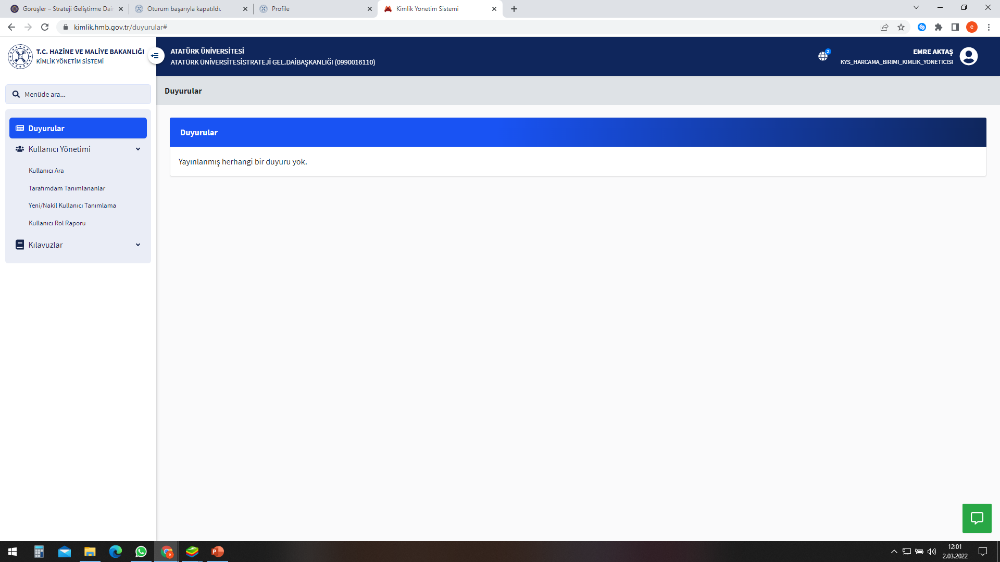 Görüşler – Strateji Geliştirme Dai
Oturum başarıyla kapatıldı.
Profile
Kimlik Yönetim Sistemi
kimlik.hmb.gov.tr/duyurular#
e
T.C. HAZİNE VE MALİYE BAKANLIĞI
KİMLİK YÖNETİM SİSTEMİ
ATATÜRK ÜNİVERSİTESİ
ATATÜRK ÜNİVERSİTESİSTRATEJİ GEL.DAİBAŞKANLIĞI (0990016110)
2
EMRE AKTAŞ
KYS_HARCAMA_BIRIMI_KIMLIK_YONETICISI
Menüde ara...
Duyurular
Kullanıcı Yönetimi
Kullanıcı Ara
Tarafımdam Tanımlananlar
Yeni/Nakil Kullanıcı Tanımlama
Kullanıcı Rol Raporu
Kılavuzlar
Duyurular
Duyurular
Yayınlanmış herhangi bir duyuru yok.
12:01
2.03.2022